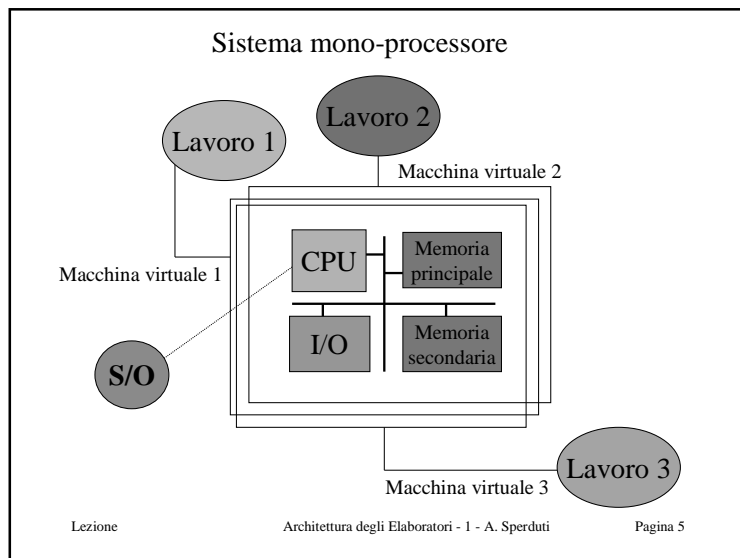 Sistema mono-processore
Lavoro 2
Lavoro 1
Macchina virtuale 2
CPU
Memoria
principale
Macchina virtuale 1
I/O
Memoria
secondaria
S/O
Lavoro 3
Macchina virtuale 3
Lezione Architettura degli Elaboratori - 1 - A. Sperduti Pagina 5